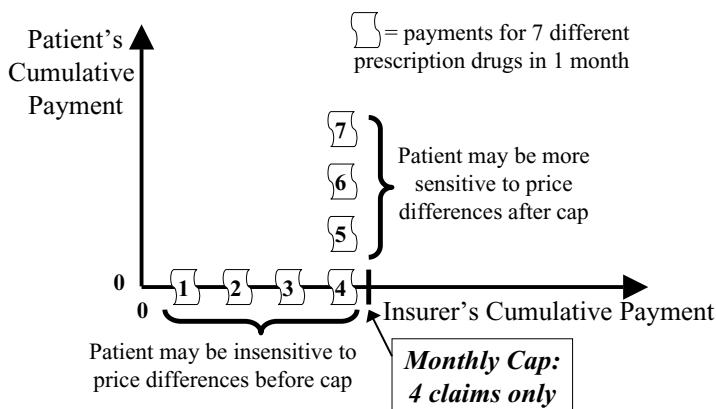 Patient’s
Cumulative
Payment
= payments for 7 different
prescription drugs in 1 month
7
6
5
Patient may be more
sensitive to price
differences after cap
0
1 2 3 4
0
Insurer’s Cumulative Payment
Patient may be insensitive to
price differences before cap
Monthly Cap:
4 claims only